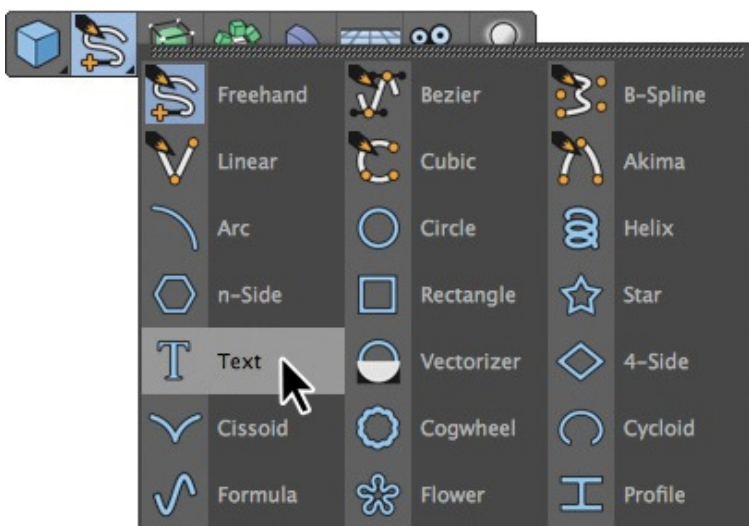 Freehand Bezier B-Spline
Linear Cubic Akima
Arc Circle Helix
n-Side Rectangle Star
Text Vectorizer 4-Side
Cissoid Cogwheel Cycloid
Formula Flower Profile